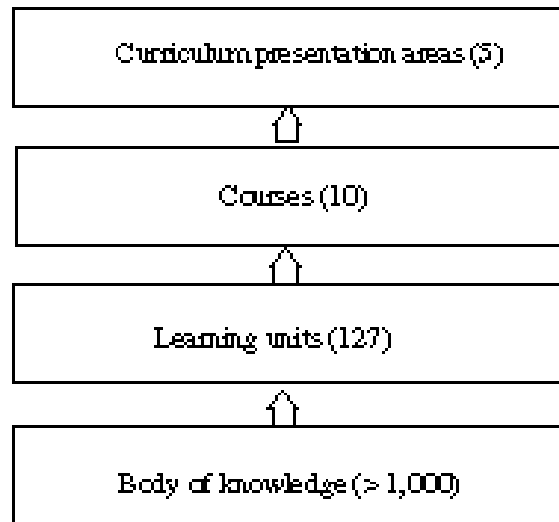 Curriculum presentation areas (5)
Courses (10)
Learning units (127)
Body of knowledge (> 1,000)